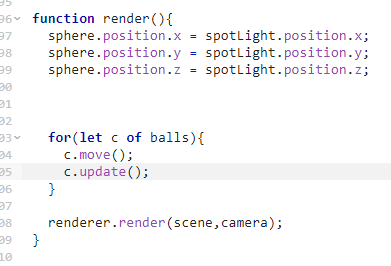 95
96 function render(){
97 sphere.position.x = spotLight.position.x;
98 sphere.position.y = spotLight.position.y;
99 sphere.position.z = spotLight.position.z;
00
01
02
03 for(let c of balls){
04 c.move();
05 c.update();
06 }
07
08 renderer.render(scene,camera);
09 }
10